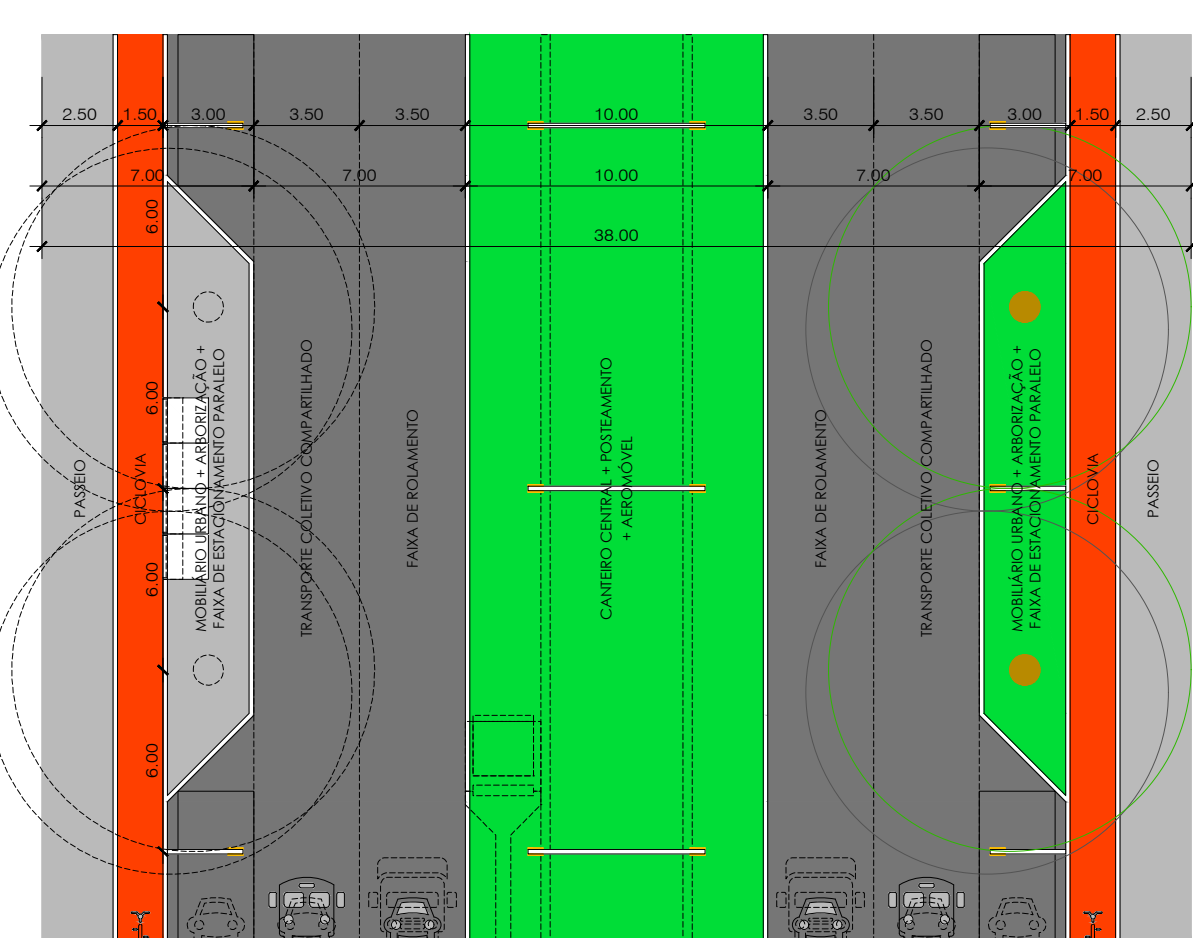 2.50
1.50
3.00
3.50
3.50
10.00
3.50
3.50
3.00
1.50
2.50
7.00
7.00
10.00
7.00
7.00
38.00
6.00
6.00
6.00
6.00
PASSEIO
CICLOVIA
MOBILIÁRIO URBANO + ARBORIZAÇÃO +
FAIXA DE ESTACIONAMENTO PARALELO
TRANSPORTE COLETIVO COMPARTILHADO
FAIXA DE ROLAMENTO
CANTEIRO CENTRAL + POSTEAMENTO
+ AEROMÓVEL
FAIXA DE ROLAMENTO
TRANSPORTE COLETIVO COMPARTILHADO
MOBILIÁRIO URBANO + ARBORIZAÇÃO +
FAIXA DE ESTACIONAMENTO PARALELO
CICLOVIA
PASSEIO